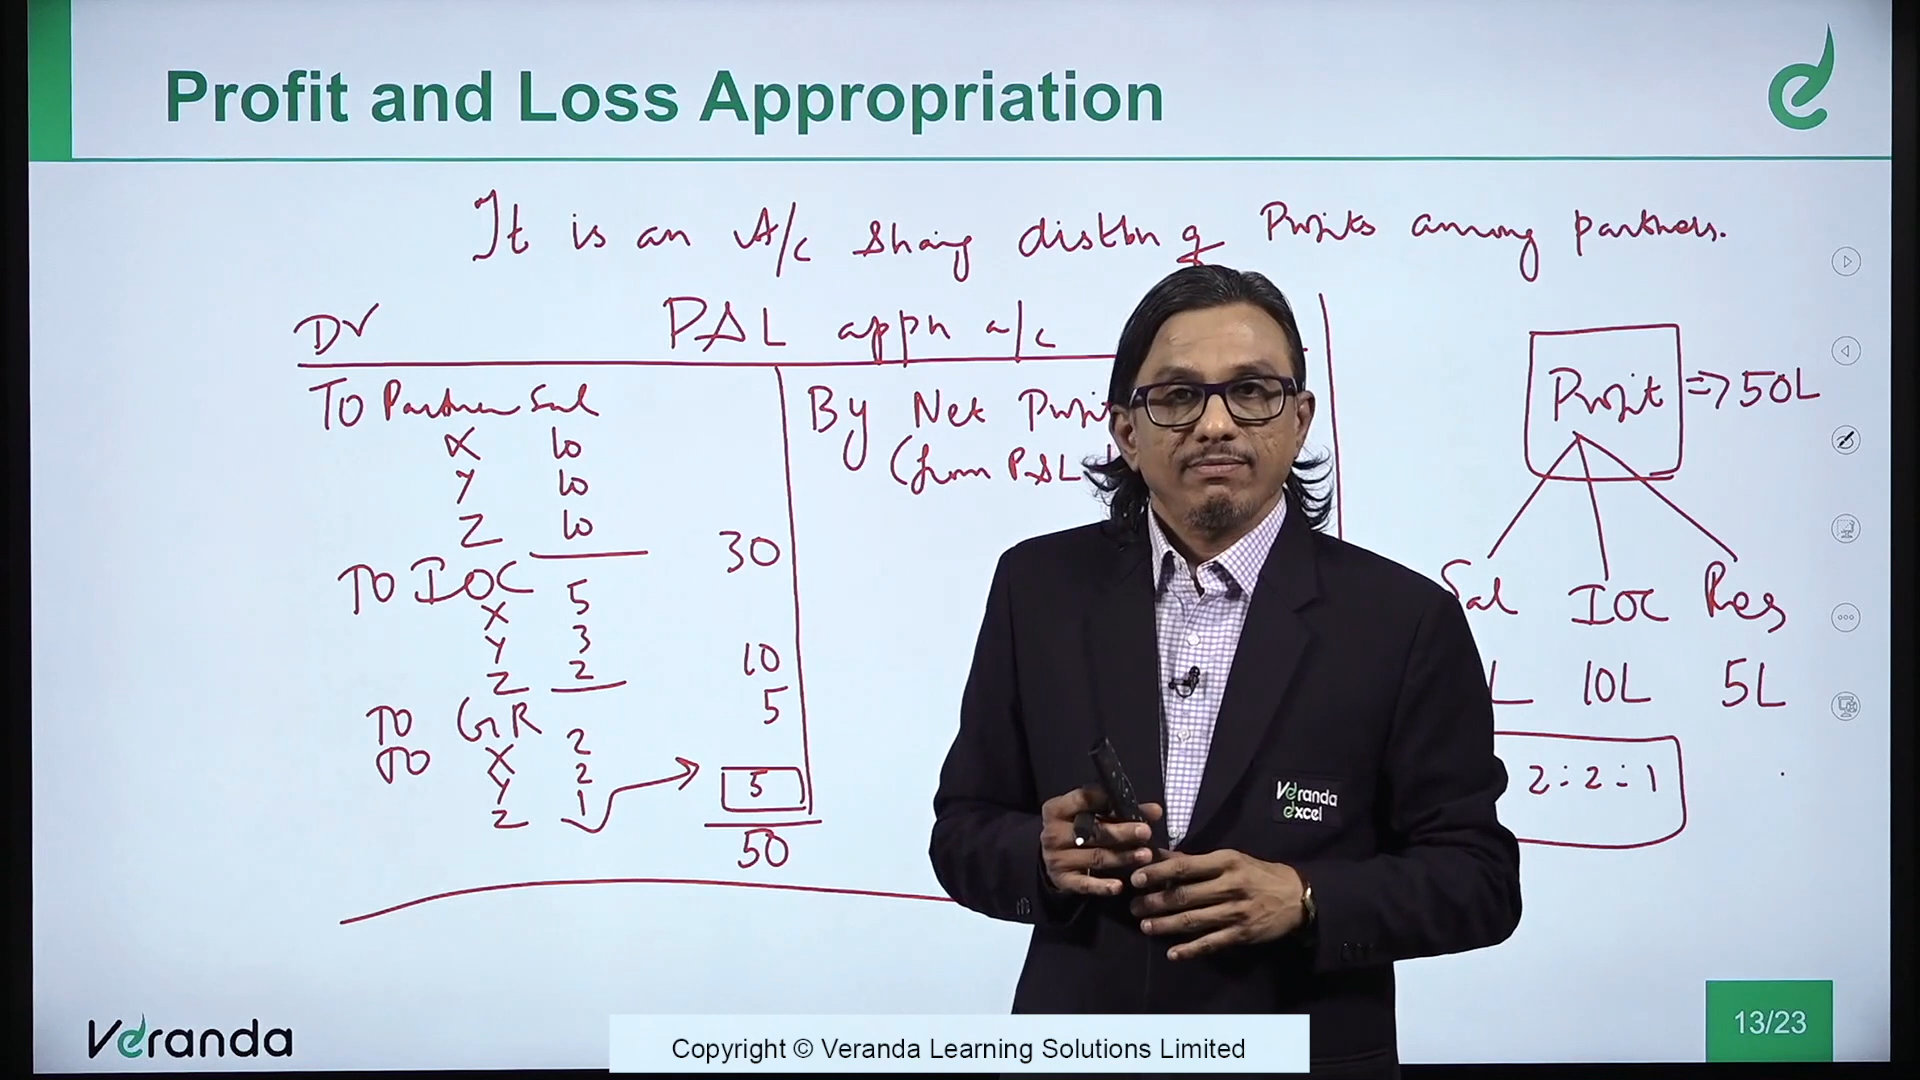 Profit and Loss Appropriation
It is an A/c Shaing distbn of Profits among partners.
Dr P&L appn a/c
To Partner Sal
X 10
Y 10
Z 10
30
To IOC
X 5
Y 3
Z 2
10
To GR
5
To X 2
Y 2
Z 1
5
50
By Net Profit
(from P&L
Profit => 50L
Sal IOC Res
L 10L 5L
2:2:1
Veranda
excel
Veranda
Copyright © Veranda Learning Solutions Limited
13/23